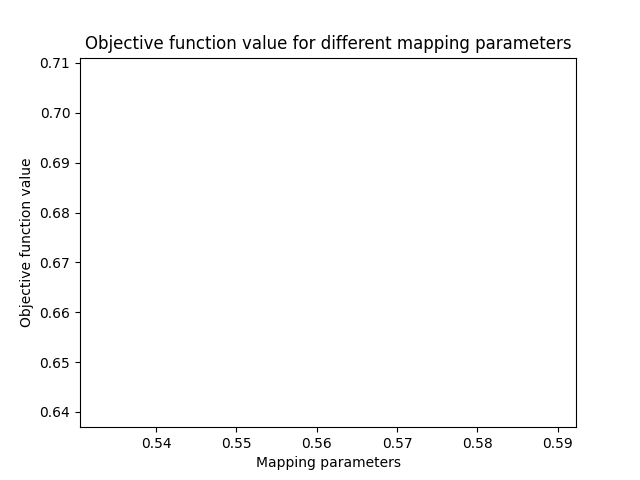 Objective function value for different mapping parameters
0.71
0.70
0.69
0.68
0.67
0.66
0.65
0.64
Objective function value
0.54 0.55 0.56 0.57 0.58 0.59
Mapping parameters